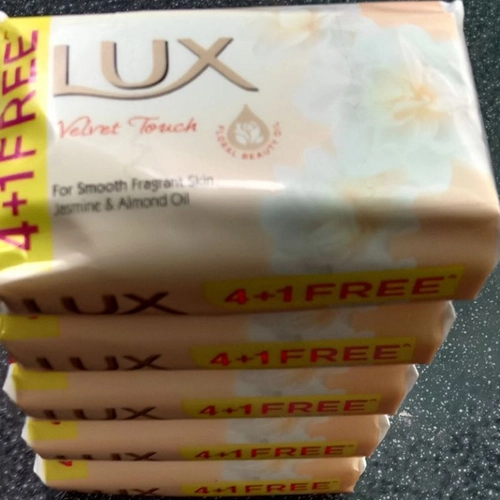 4+1 FREE^
LUX
Velvet Touch
FLORAL BEAUTY OIL
For Smooth Fragrant Skin
Jasmine & Almond Oil
LUX 4+1 FREE^
LUX 4+1 FREE^
LUX 4+1 FREE^
LUX 4+1 FREE^
LUX 4+1 FREE^